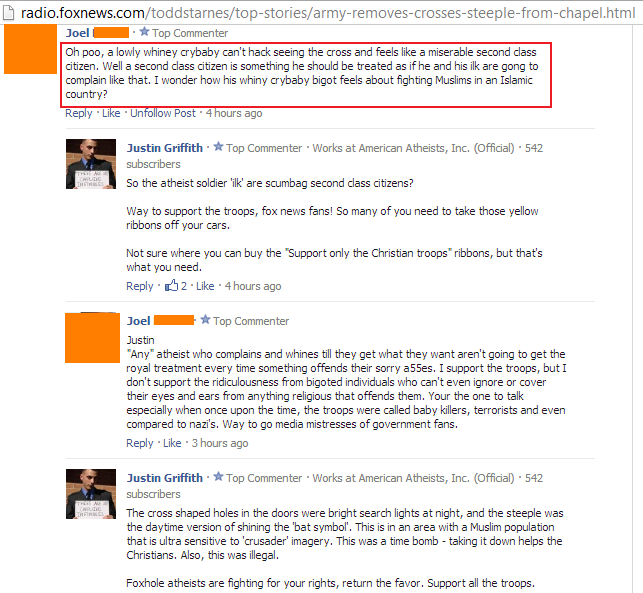 radio.foxnews.com/toddstarnes/top-stories/army-removes-crosses-steeple-from-chapel.html
Joel · Top Commenter
Oh poo, a lowly whiney crybaby can't hack seeing the cross and feels like a miserable second class
citizen. Well a second class citizen is something he should be treated as if he and his ilk are gong to
complain like that. I wonder how his whiny crybaby bigot feels about fighting Muslims in an Islamic
country?
Reply · Like · Unfollow Post · 4 hours ago
Justin Griffith · Top Commenter · Works at American Atheists, Inc. (Official) · 542
subscribers
So the atheist soldier 'ilk' are scumbag second class citizens?
Way to support the troops, fox news fans! So many of you need to take those yellow
ribbons off your cars.
Not sure where you can buy the "Support only the Christian troops" ribbons, but that's
what you need.
Reply · 2 · Like · 4 hours ago
Joel · Top Commenter
Justin
"Any" atheist who complains and whines till they get what they want aren't going to get the
royal treatment every time something offends their sorry a55es. I support the troops, but I
don't support the ridiculousness from bigoted individuals who can't even ignore or cover
their eyes and ears from anything religious that offends them. Your the one to talk
especially when once upon the time, the troops were called baby killers, terrorists and even
compared to nazi's. Way to go media mistresses of government fans.
Reply · Like · 3 hours ago
Justin Griffith · Top Commenter · Works at American Atheists, Inc. (Official) · 542
subscribers
The cross shaped holes in the doors were bright search lights at night, and the steeple was
the daytime version of shining the 'bat symbol'. This is in an area with a Muslim population
that is ultra sensitive to 'crusader' imagery. This was a time bomb - taking it down helps the
Christians. Also, this was illegal.
Foxhole atheists are fighting for your rights, return the favor. Support all the troops.